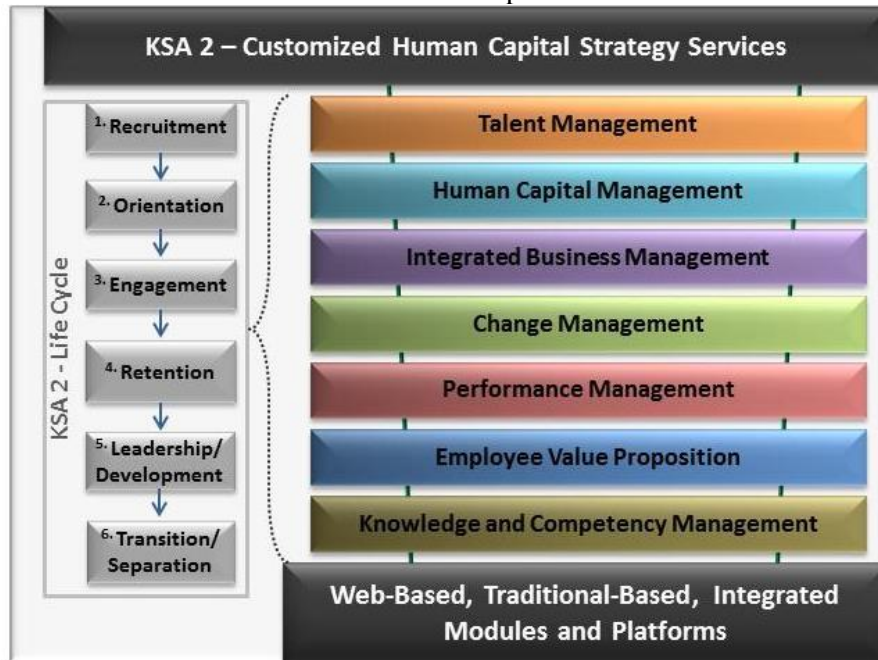 KSA 2 – Customized Human Capital Strategy Services
KSA 2 - Life Cycle
1. Recruitment
2. Orientation
3. Engagement
4. Retention
5. Leadership/
Development
6. Transition/
Separation
Talent Management
Human Capital Management
Integrated Business Management
Change Management
Performance Management
Employee Value Proposition
Knowledge and Competency Management
Web-Based, Traditional-Based, Integrated
Modules and Platforms